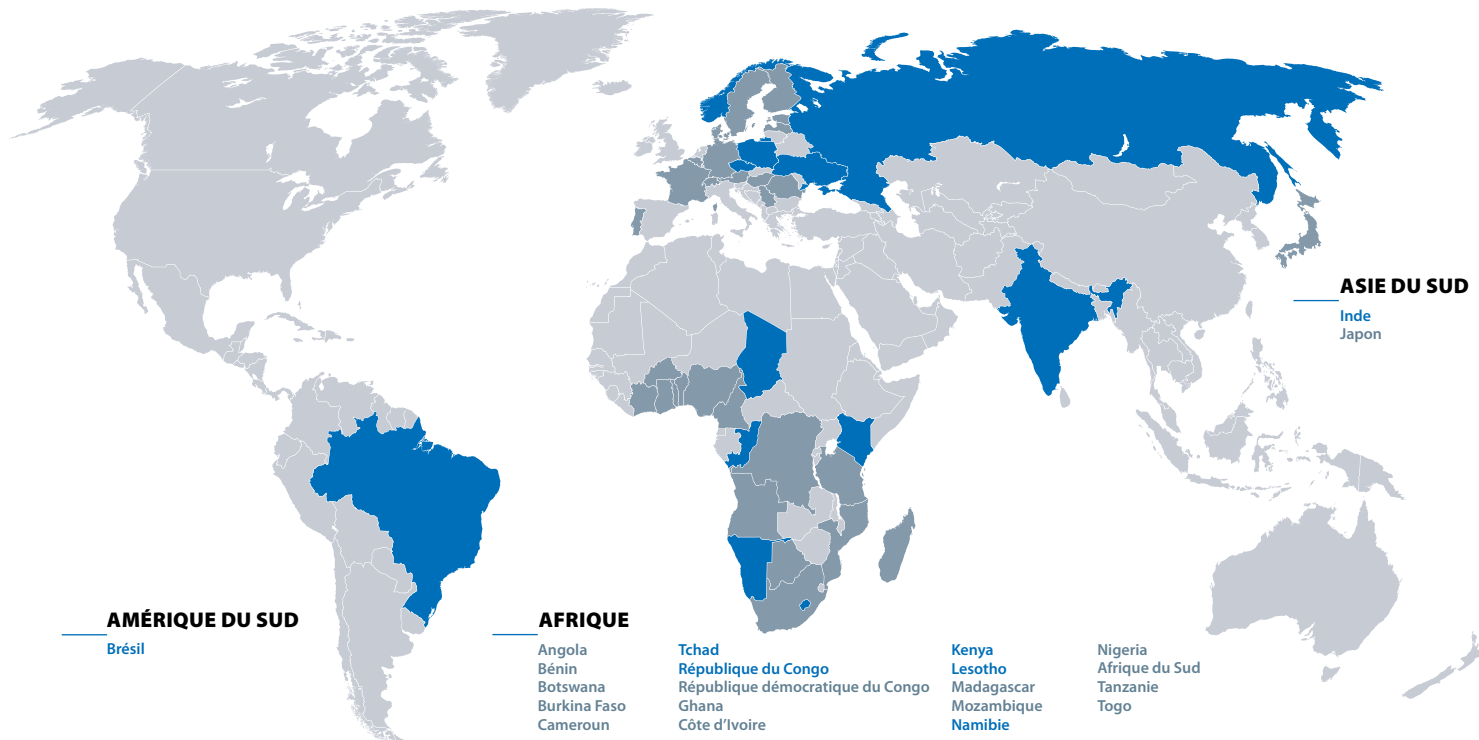 ASIE DU SUD
Inde
Japon
AMÉRIQUE DU SUD
Brésil
AFRIQUE
Angola
Bénin
Botswana
Burkina Faso
Cameroun
Tchad
République du Congo
République démocratique du Congo
Ghana
Côte d'Ivoire
Kenya
Lesotho
Madagascar
Mozambique
Namibie
Nigeria
Afrique du Sud
Tanzanie
Togo